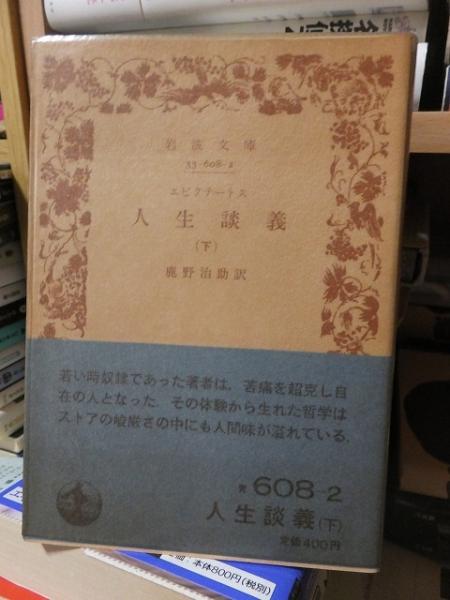 岩波文庫
33-608-2
エピクテートス
人生談義
(下)
鹿野治助訳
若い時奴隷であった著者は、苦痛を超克し自
在の人となった。その体験から生れた哲学は
ストアの峻厳さの中にも人間味が溢れている.
青 608-2
人生談義(下)
定価400円
本体800円(税別)